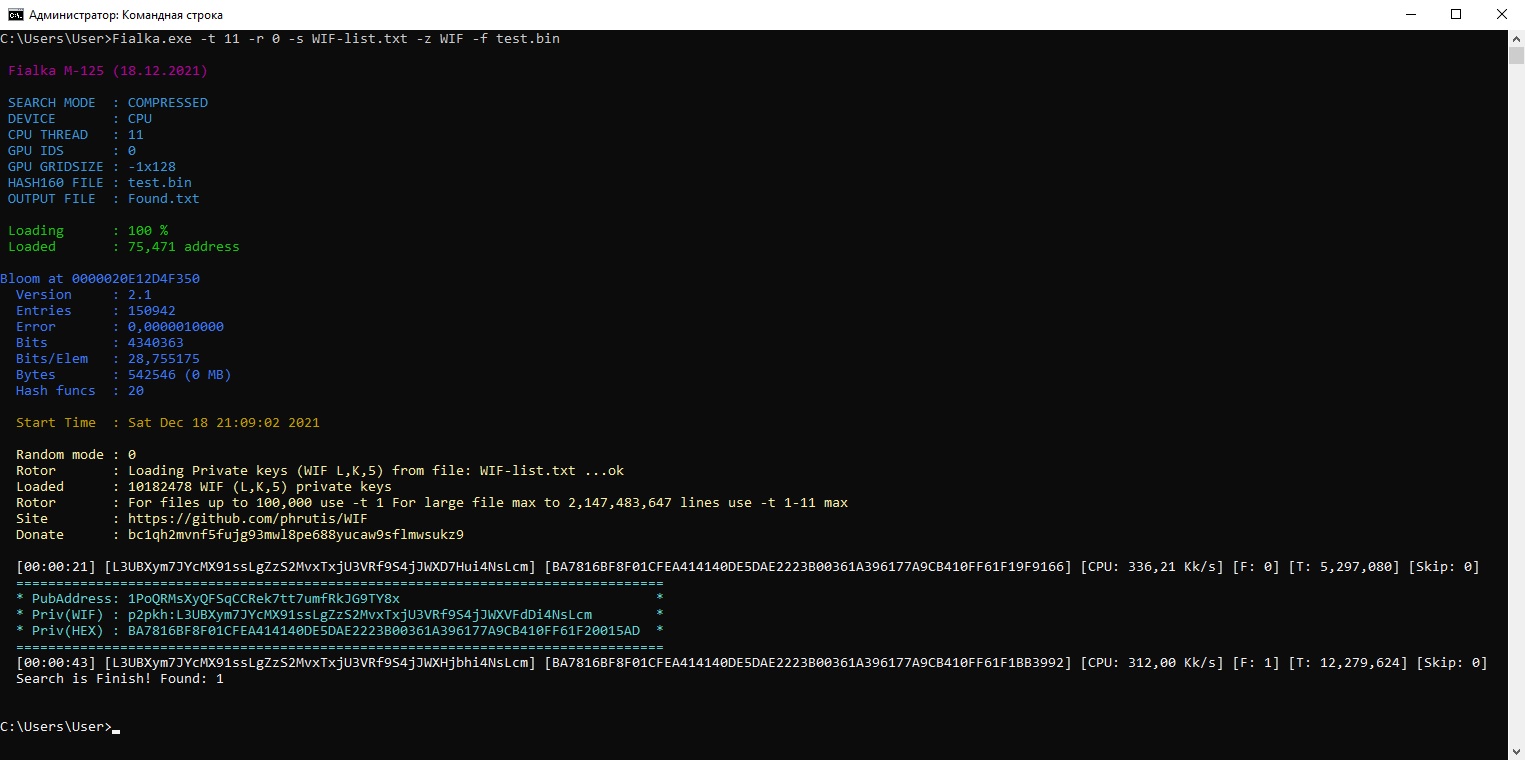 Администратор: Командная строка
C:\Users\User>Fialka.exe -t 11 -r 0 -s WIF-list.txt -z WIF -f test.bin
Fialka M-125 (18.12.2021)
SEARCH MODE : COMPRESSED
DEVICE : CPU
CPU THREAD : 11
GPU IDS : 0
GPU GRIDSIZE : -1x128
HASH160 FILE : test.bin
OUTPUT FILE : Found.txt
Loading : 100 %
Loaded : 75,471 address
Bloom at 0000020E12D4F350
Version : 2.1
Entries : 150942
Error : 0,0000010000
Bits : 4340363
Bits/Elem : 28,755175
Bytes : 542546 (0 MB)
Hash funcs : 20
Start Time : Sat Dec 18 21:09:02 2021
Random mode : 0
Rotor : Loading Private keys (WIF L,K,5) from file: WIF-list.txt ...ok
Loaded : 10182478 WIF (L,K,5) private keys
Rotor : For files up to 100,000 use -t 1 For large file max to 2,147,483,647 lines use -t 1-11 max
Site : https://github.com/phrutis/WIF
Donate : bc1qh2mvnf5fujg93mwl8pe688yucaw9sflmwsukz9
[00:00:21] [L3UBXym7JYcMX91ssLgZzS2MvxTxjU3VRf9S4jJWXD7Hui4NsLcm] [BA7816BF8F01CFEA414140DE5DAE2223B00361A396177A9CB410FF61F19F9166] [CPU: 336,21 Kk/s] [F: 0] [T: 5,297,080] [Skip: 0]
=================================================================================
* PubAddress: 1PoQRMsXyQFSqCCRek7tt7umfRkJG9TY8x *
* Priv(WIF) : p2pkh:L3UBXym7JYcMX91ssLgZzS2MvxTxjU3VRf9S4jJWXVFdDi4NsLcm *
* Priv(HEX) : BA7816BF8F01CFEA414140DE5DAE2223B00361A396177A9CB410FF61F20015AD *
=================================================================================
[00:00:43] [L3UBXym7JYcMX91ssLgZzS2MvxTxjU3VRf9S4jJWXHjbhi4NsLcm] [BA7816BF8F01CFEA414140DE5DAE2223B00361A396177A9CB410FF61F1BB3992] [CPU: 312,00 Kk/s] [F: 1] [T: 12,279,624] [Skip: 0]
Search is Finish! Found: 1
C:\Users\User>